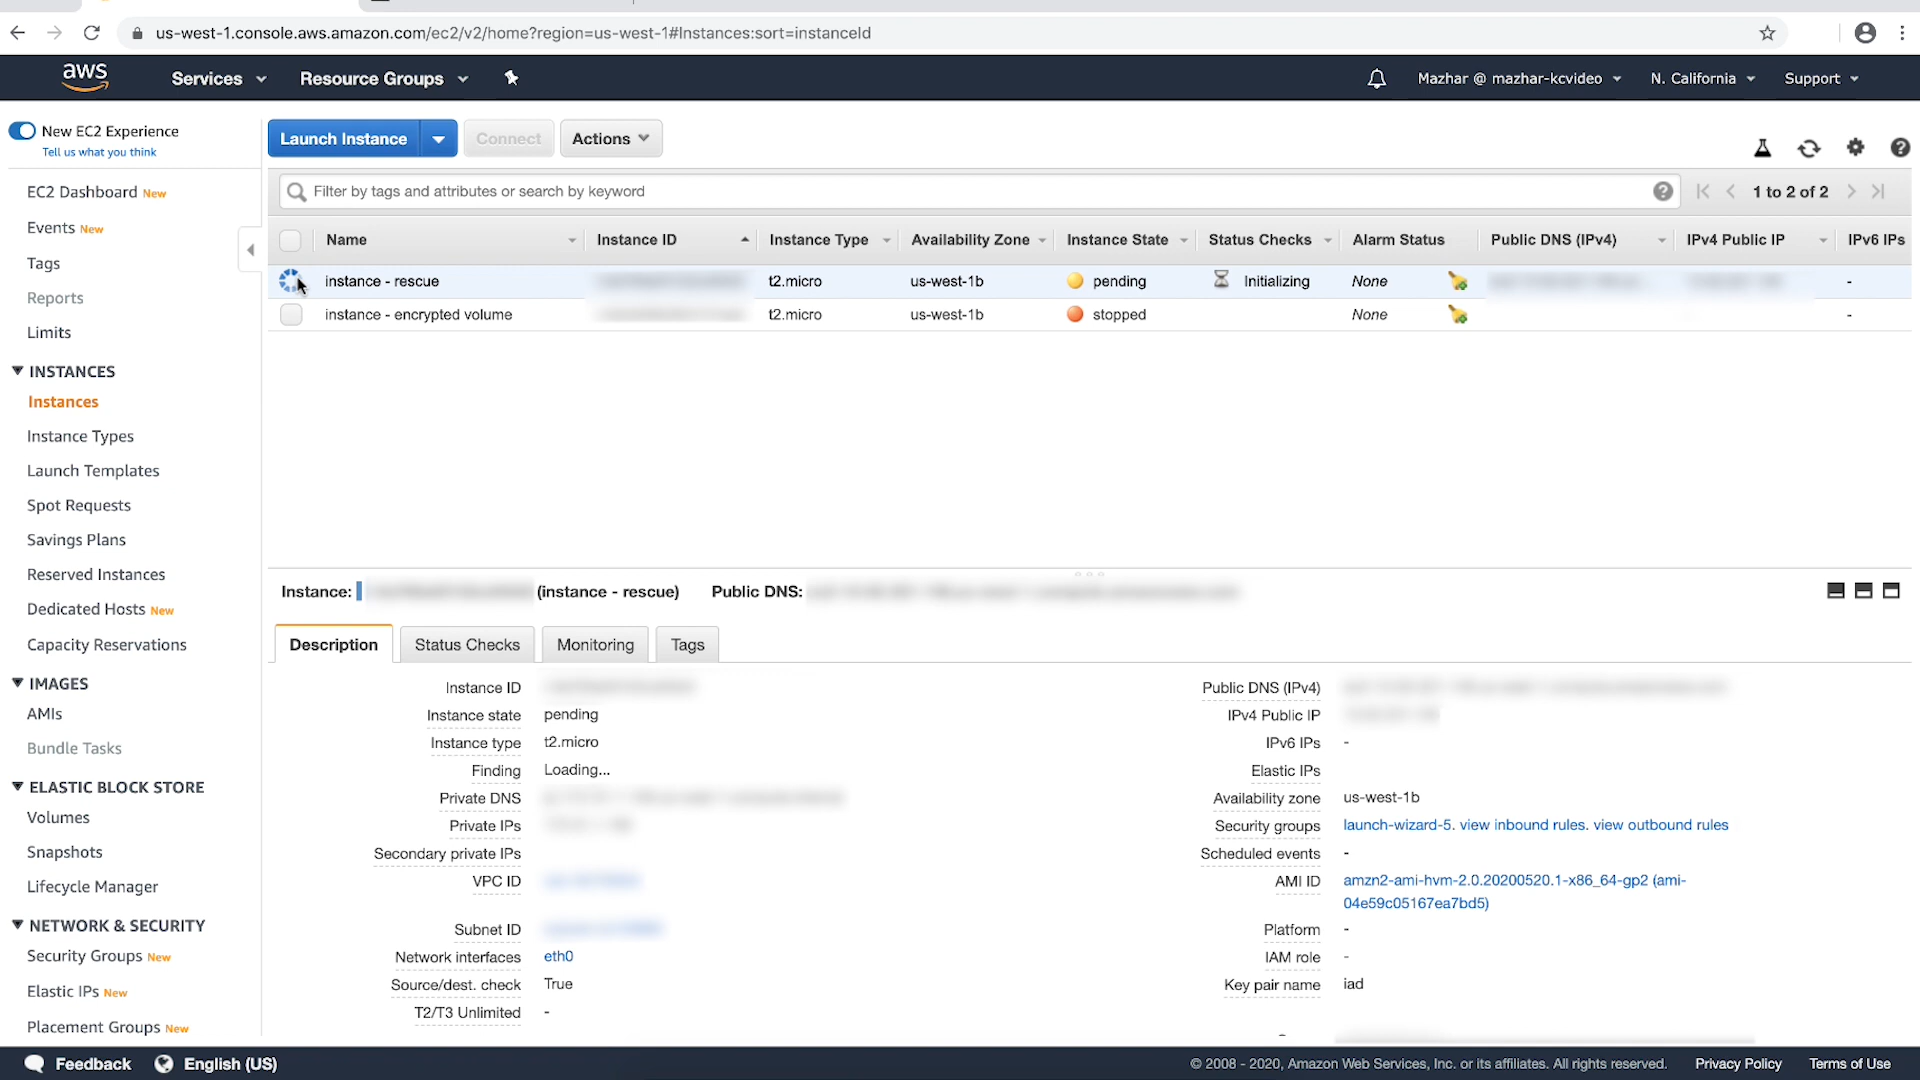 us-west-1.console.aws.amazon.com/ec2/v2/home?region=us-west-1#Instances:sort=instanceId
aws Services Resource Groups Mazhar @ mazhar-kcvideo N. California Support
New EC2 Experience
Tell us what you think
EC2 Dashboard New
Events New
Tags
Reports
Limits
INSTANCES
Instances
Instance Types
Launch Templates
Spot Requests
Savings Plans
Reserved Instances
Dedicated Hosts New
Capacity Reservations
IMAGES
AMIs
Bundle Tasks
ELASTIC BLOCK STORE
Volumes
Snapshots
Lifecycle Manager
NETWORK & SECURITY
Security Groups New
Elastic IPs New
Placement Groups New
Launch Instance Connect Actions
Filter by tags and attributes or search by keyword 1 to 2 of 2
Name Instance ID Instance Type Availability Zone Instance State Status Checks Alarm Status Public DNS (IPv4) IPv4 Public IP IPv6 IPs
instance - rescue t2.micro us-west-1b pending Initializing None -
instance - encrypted volume t2.micro us-west-1b stopped None -
Instance: (instance - rescue) Public DNS:
Description Status Checks Monitoring Tags
Instance ID
Instance state pending
Instance type t2.micro
Finding Loading...
Private DNS
Private IPs
Secondary private IPs
VPC ID
Subnet ID
Network interfaces eth0
Source/dest. check True
T2/T3 Unlimited -
Public DNS (IPv4)
IPv4 Public IP
IPv6 IPs -
Elastic IPs
Availability zone us-west-1b
Security groups launch-wizard-5. view inbound rules. view outbound rules
Scheduled events -
AMI ID amzn2-ami-hvm-2.0.20200520.1-x86_64-gp2 (ami-
04e59c05167ea7bd5)
Platform -
IAM role -
Key pair name iad
Feedback English (US) © 2008 - 2020, Amazon Web Services, Inc. or its affiliates. All rights reserved. Privacy Policy Terms of Use